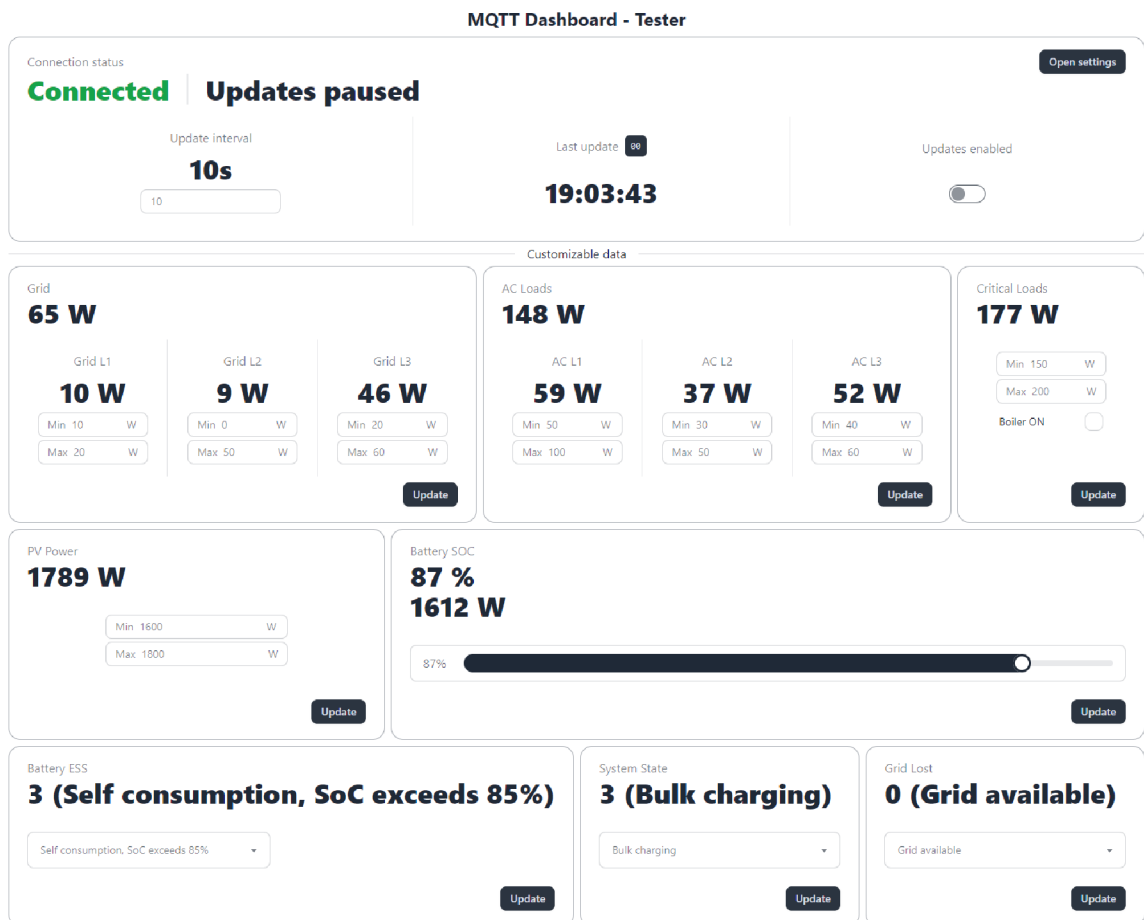 MQTT Dashboard - Tester
Connection status
Open settings
Connected
Updates paused
Update interval
10s
10
Last update 00
19:03:43
Updates enabled
Customizable data
Grid
65 W
Grid L1
10 W
Min 10 W
Max 20 W
Grid L2
9 W
Min 0 W
Max 50 W
Grid L3
46 W
Min 20 W
Max 60 W
Update
AC Loads
148 W
AC L1
59 W
Min 50 W
Max 100 W
AC L2
37 W
Min 30 W
Max 50 W
AC L3
52 W
Min 40 W
Max 60 W
Update
Critical Loads
177 W
Min 150 W
Max 200 W
Boiler ON
Update
PV Power
1789 W
Min 1600 W
Max 1800 W
Update
Battery SOC
87 %
1612 W
87%
Update
Battery ESS
3 (Self consumption, SoC exceeds 85%)
Self consumption, SoC exceeds 85%
Update
System State
3 (Bulk charging)
Bulk charging
Update
Grid Lost
0 (Grid available)
Grid available
Update